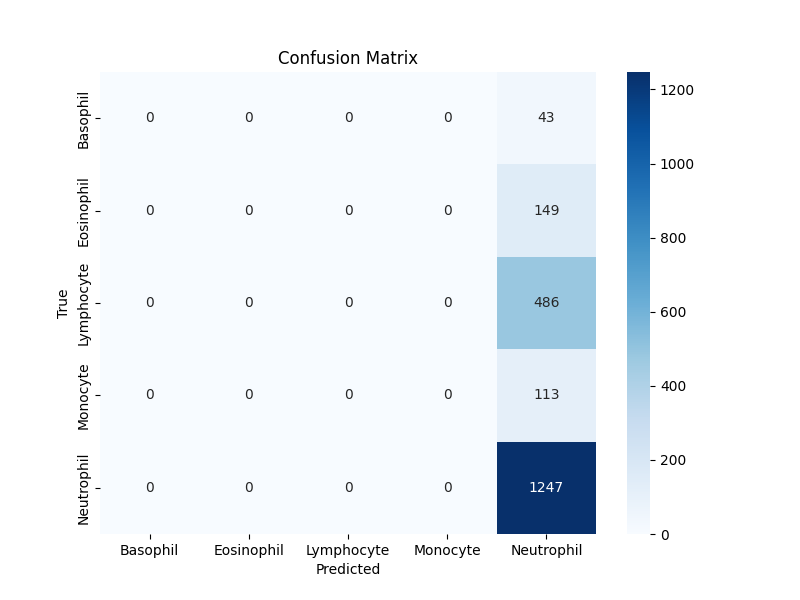 Confusion Matrix
True
Basophil 0 0 0 0 43
Eosinophil 0 0 0 0 149
Lymphocyte 0 0 0 0 486
Monocyte 0 0 0 0 113
Neutrophil 0 0 0 0 1247
Basophil Eosinophil Lymphocyte Monocyte Neutrophil
Predicted
1200
1000
800
600
400
200
0